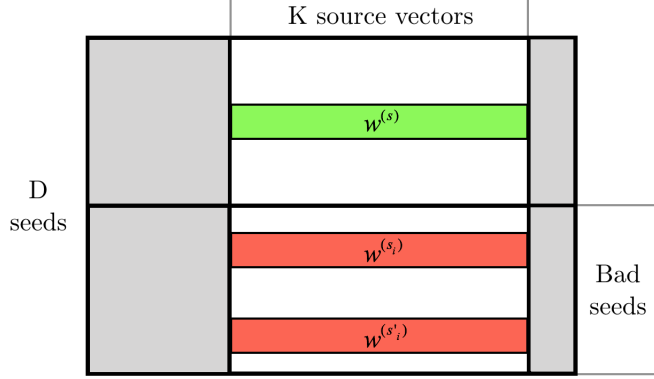 K source vectors
w^{(s)}
D
seeds
w^{(s_i)}
Bad
seeds
w^{(s'_i)}